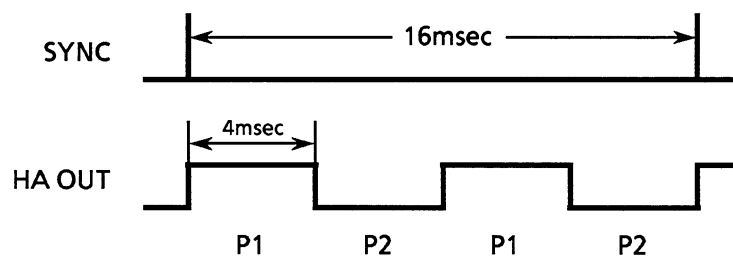 SYNC
16msec
4msec
HA OUT
P1 P2 P1 P2